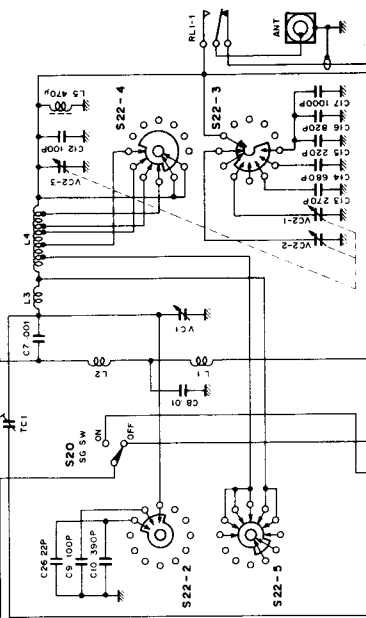 RL1-1
ANT
L5 470μ
C12 100P
VC2-3
S22-4
S22-3
C17 1000P
C16 820P
C15 220P
C14 680P
C13 270P
VC2-1
VC2-2
L4
L3
C7 .001
VC1
L2
L1
C8 .01
TC1
S20
SG SW
ON
OFF
C26 22P
C9 100P
C10 390P
S22-2
S22-5